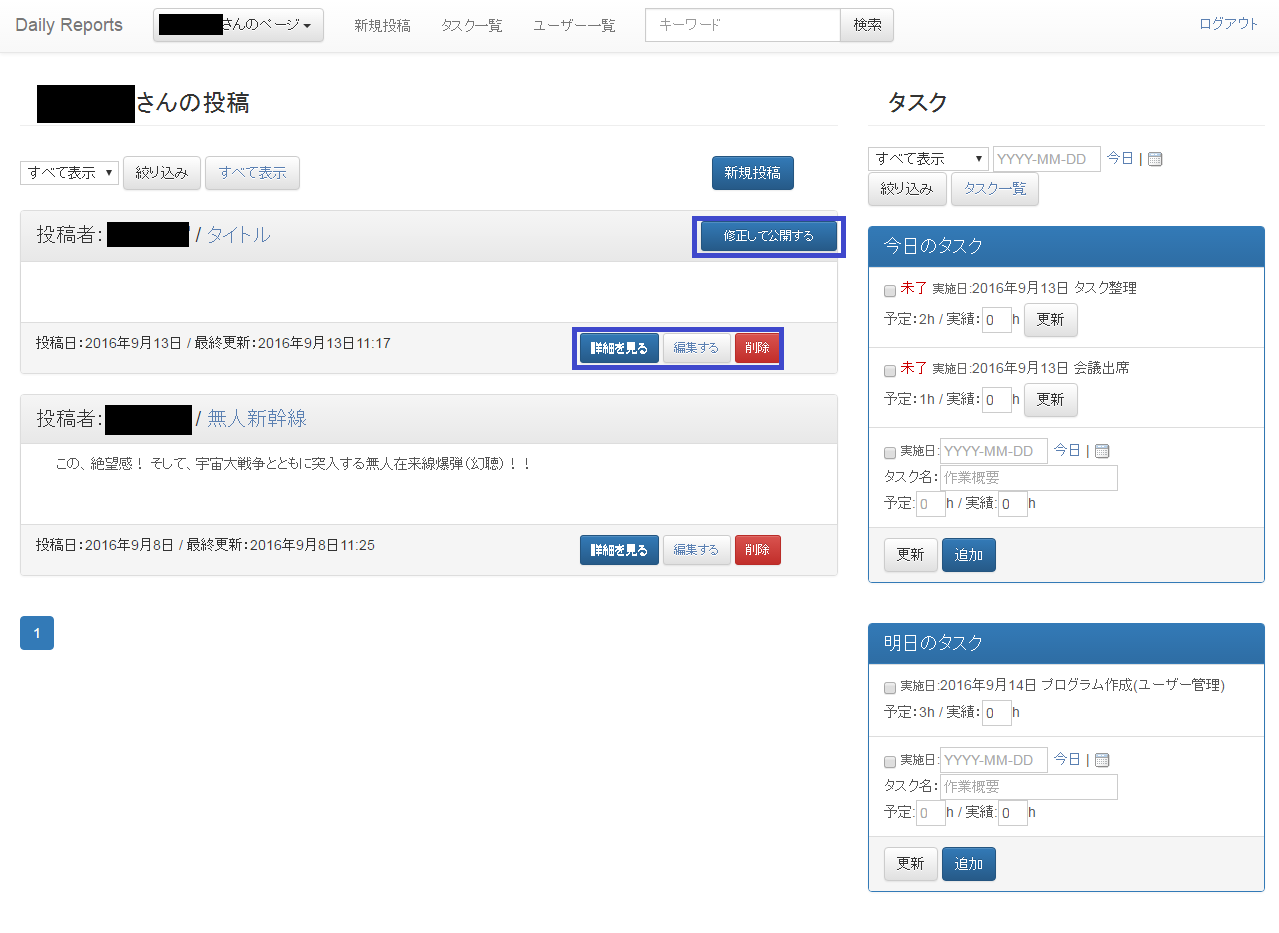 Daily Reports さんのページ 新規投稿 タスク一覧 ユーザー一覧 キーワード 検索 ログアウト
さんの投稿
すべて表示 絞り込み すべて表示 新規投稿
投稿者: / タイトル 修正して公開する
投稿日:2016年9月13日 / 最終更新:2016年9月13日11:17 詳細を見る 編集する 削除
投稿者: / 無人新幹線
この、絶望感！ そして、宇宙大戦争とともに突入する無人在来線爆弾(幻聴)！！
投稿日:2016年9月8日 / 最終更新:2016年9月8日11:25 詳細を見る 編集する 削除
1
タスク
すべて表示 YYYY-MM-DD 今日 |
絞り込み タスク一覧
今日のタスク
未了 実施日:2016年9月13日 タスク整理
予定:2h / 実績: 0 h 更新
未了 実施日:2016年9月13日 会議出席
予定:1h / 実績: 0 h 更新
実施日: YYYY-MM-DD 今日 |
タスク名: 作業概要
予定: 0 h / 実績: 0 h
更新 追加
明日のタスク
実施日:2016年9月14日 プログラム作成(ユーザー管理)
予定:3h / 実績: 0 h
実施日: YYYY-MM-DD 今日 |
タスク名: 作業概要
予定: 0 h / 実績: 0 h
更新 追加